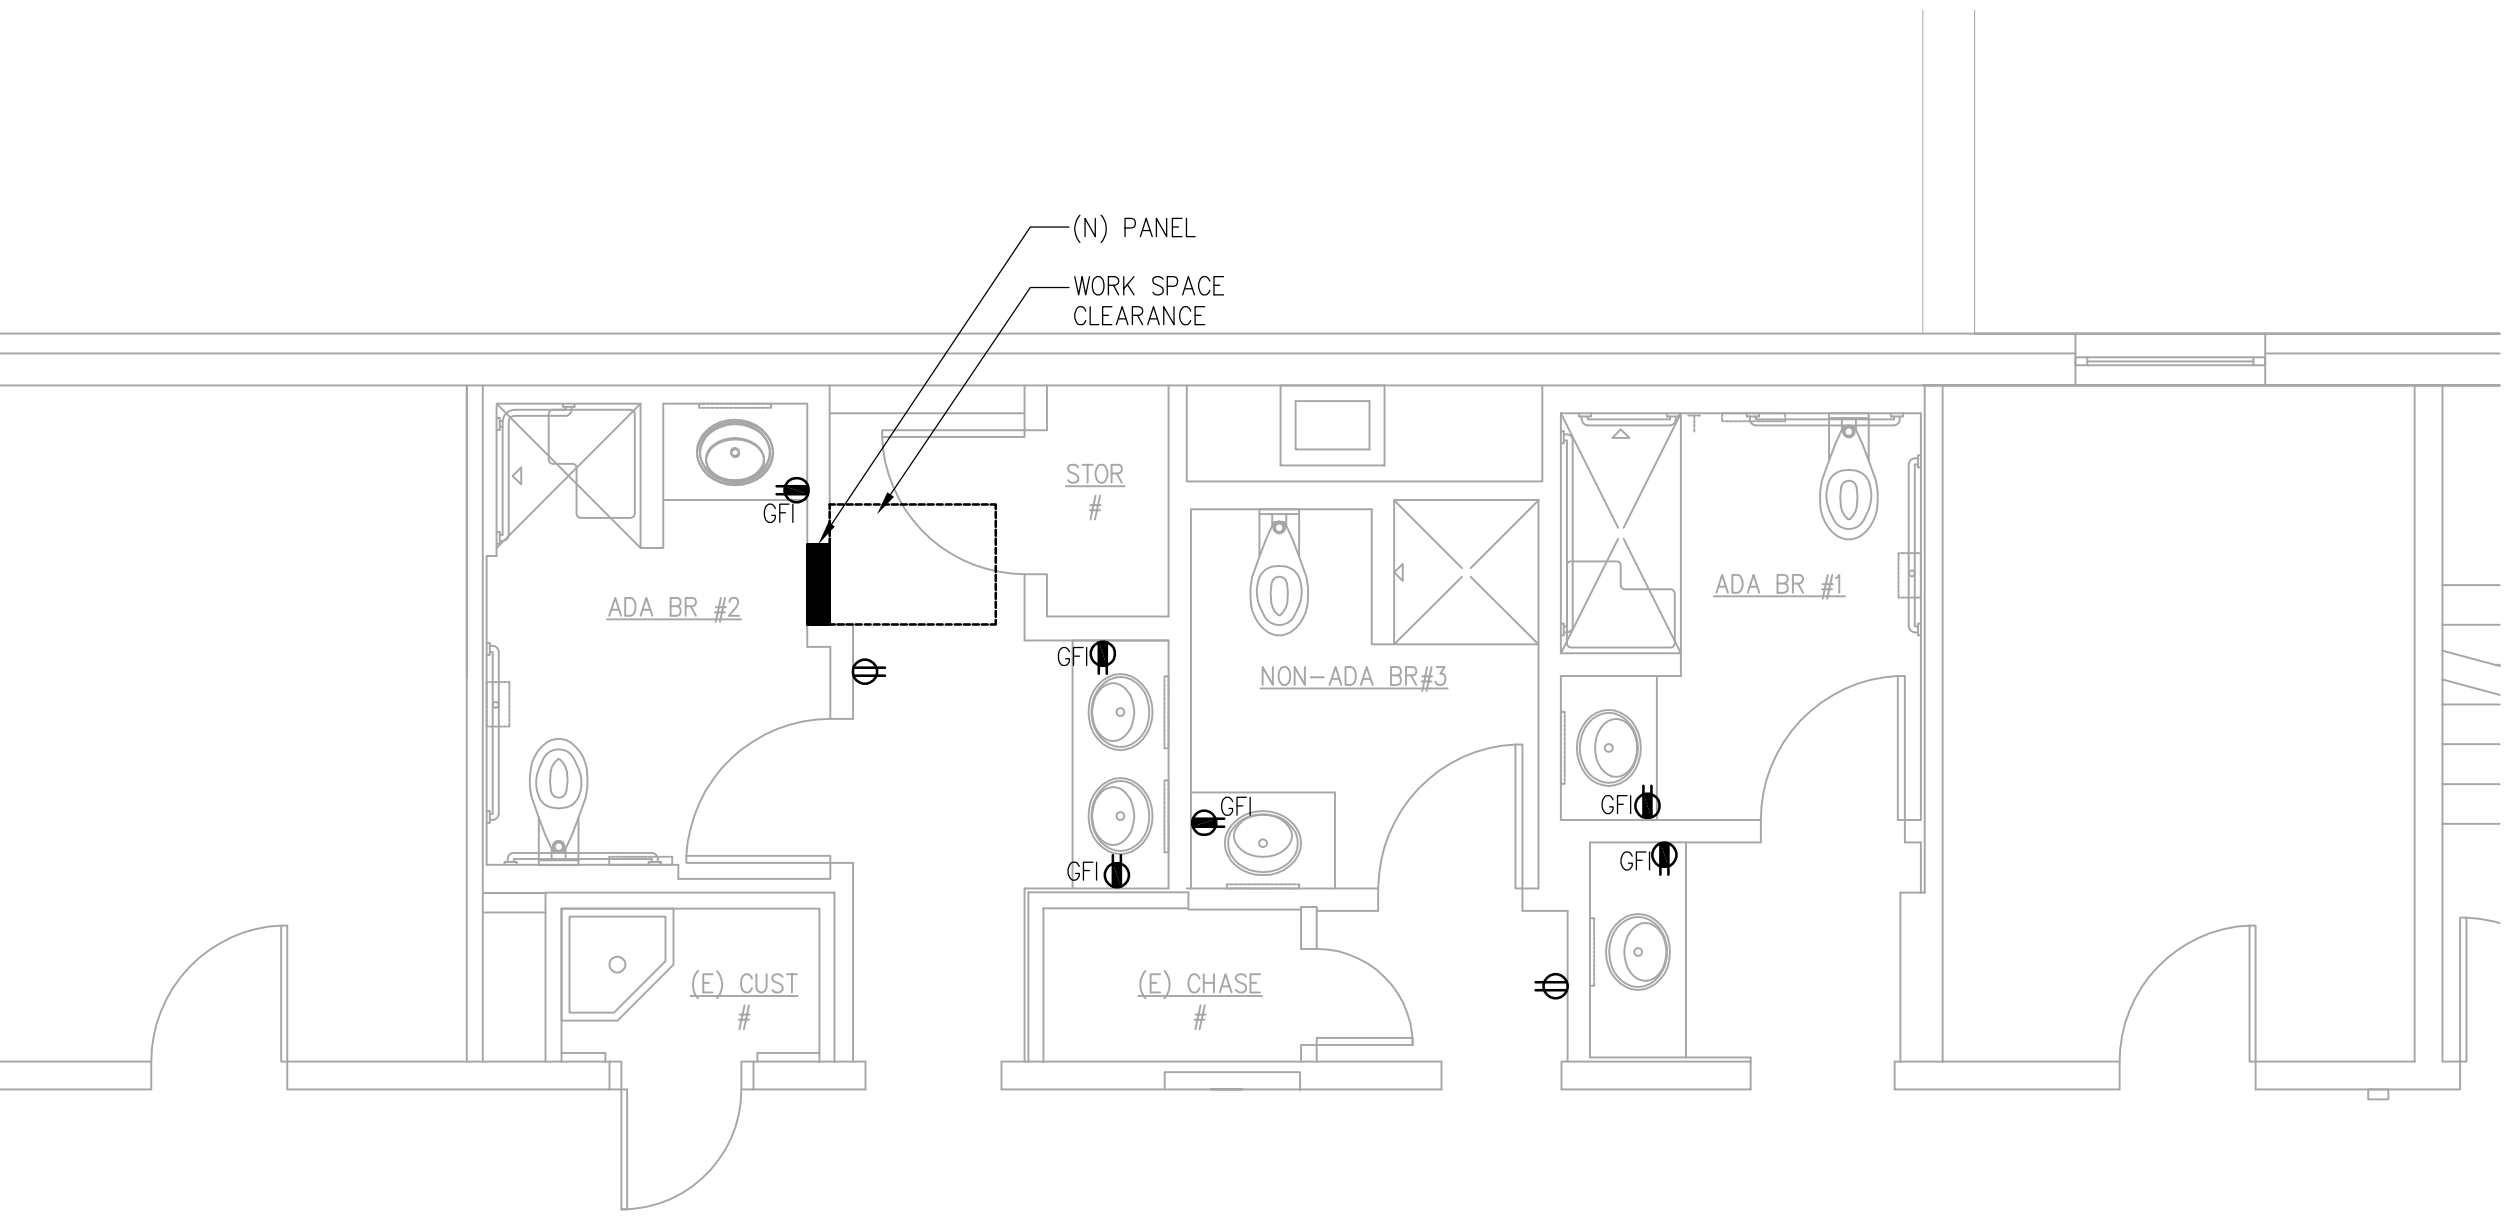 (N) PANEL
WORK SPACE
CLEARANCE
STOR
#
GFI
ADA BR #2
ADA BR #1
GFI
NON-ADA BR#3
GFI
GFI
GFI
GFI
(E) CUST
#
(E) CHASE
#